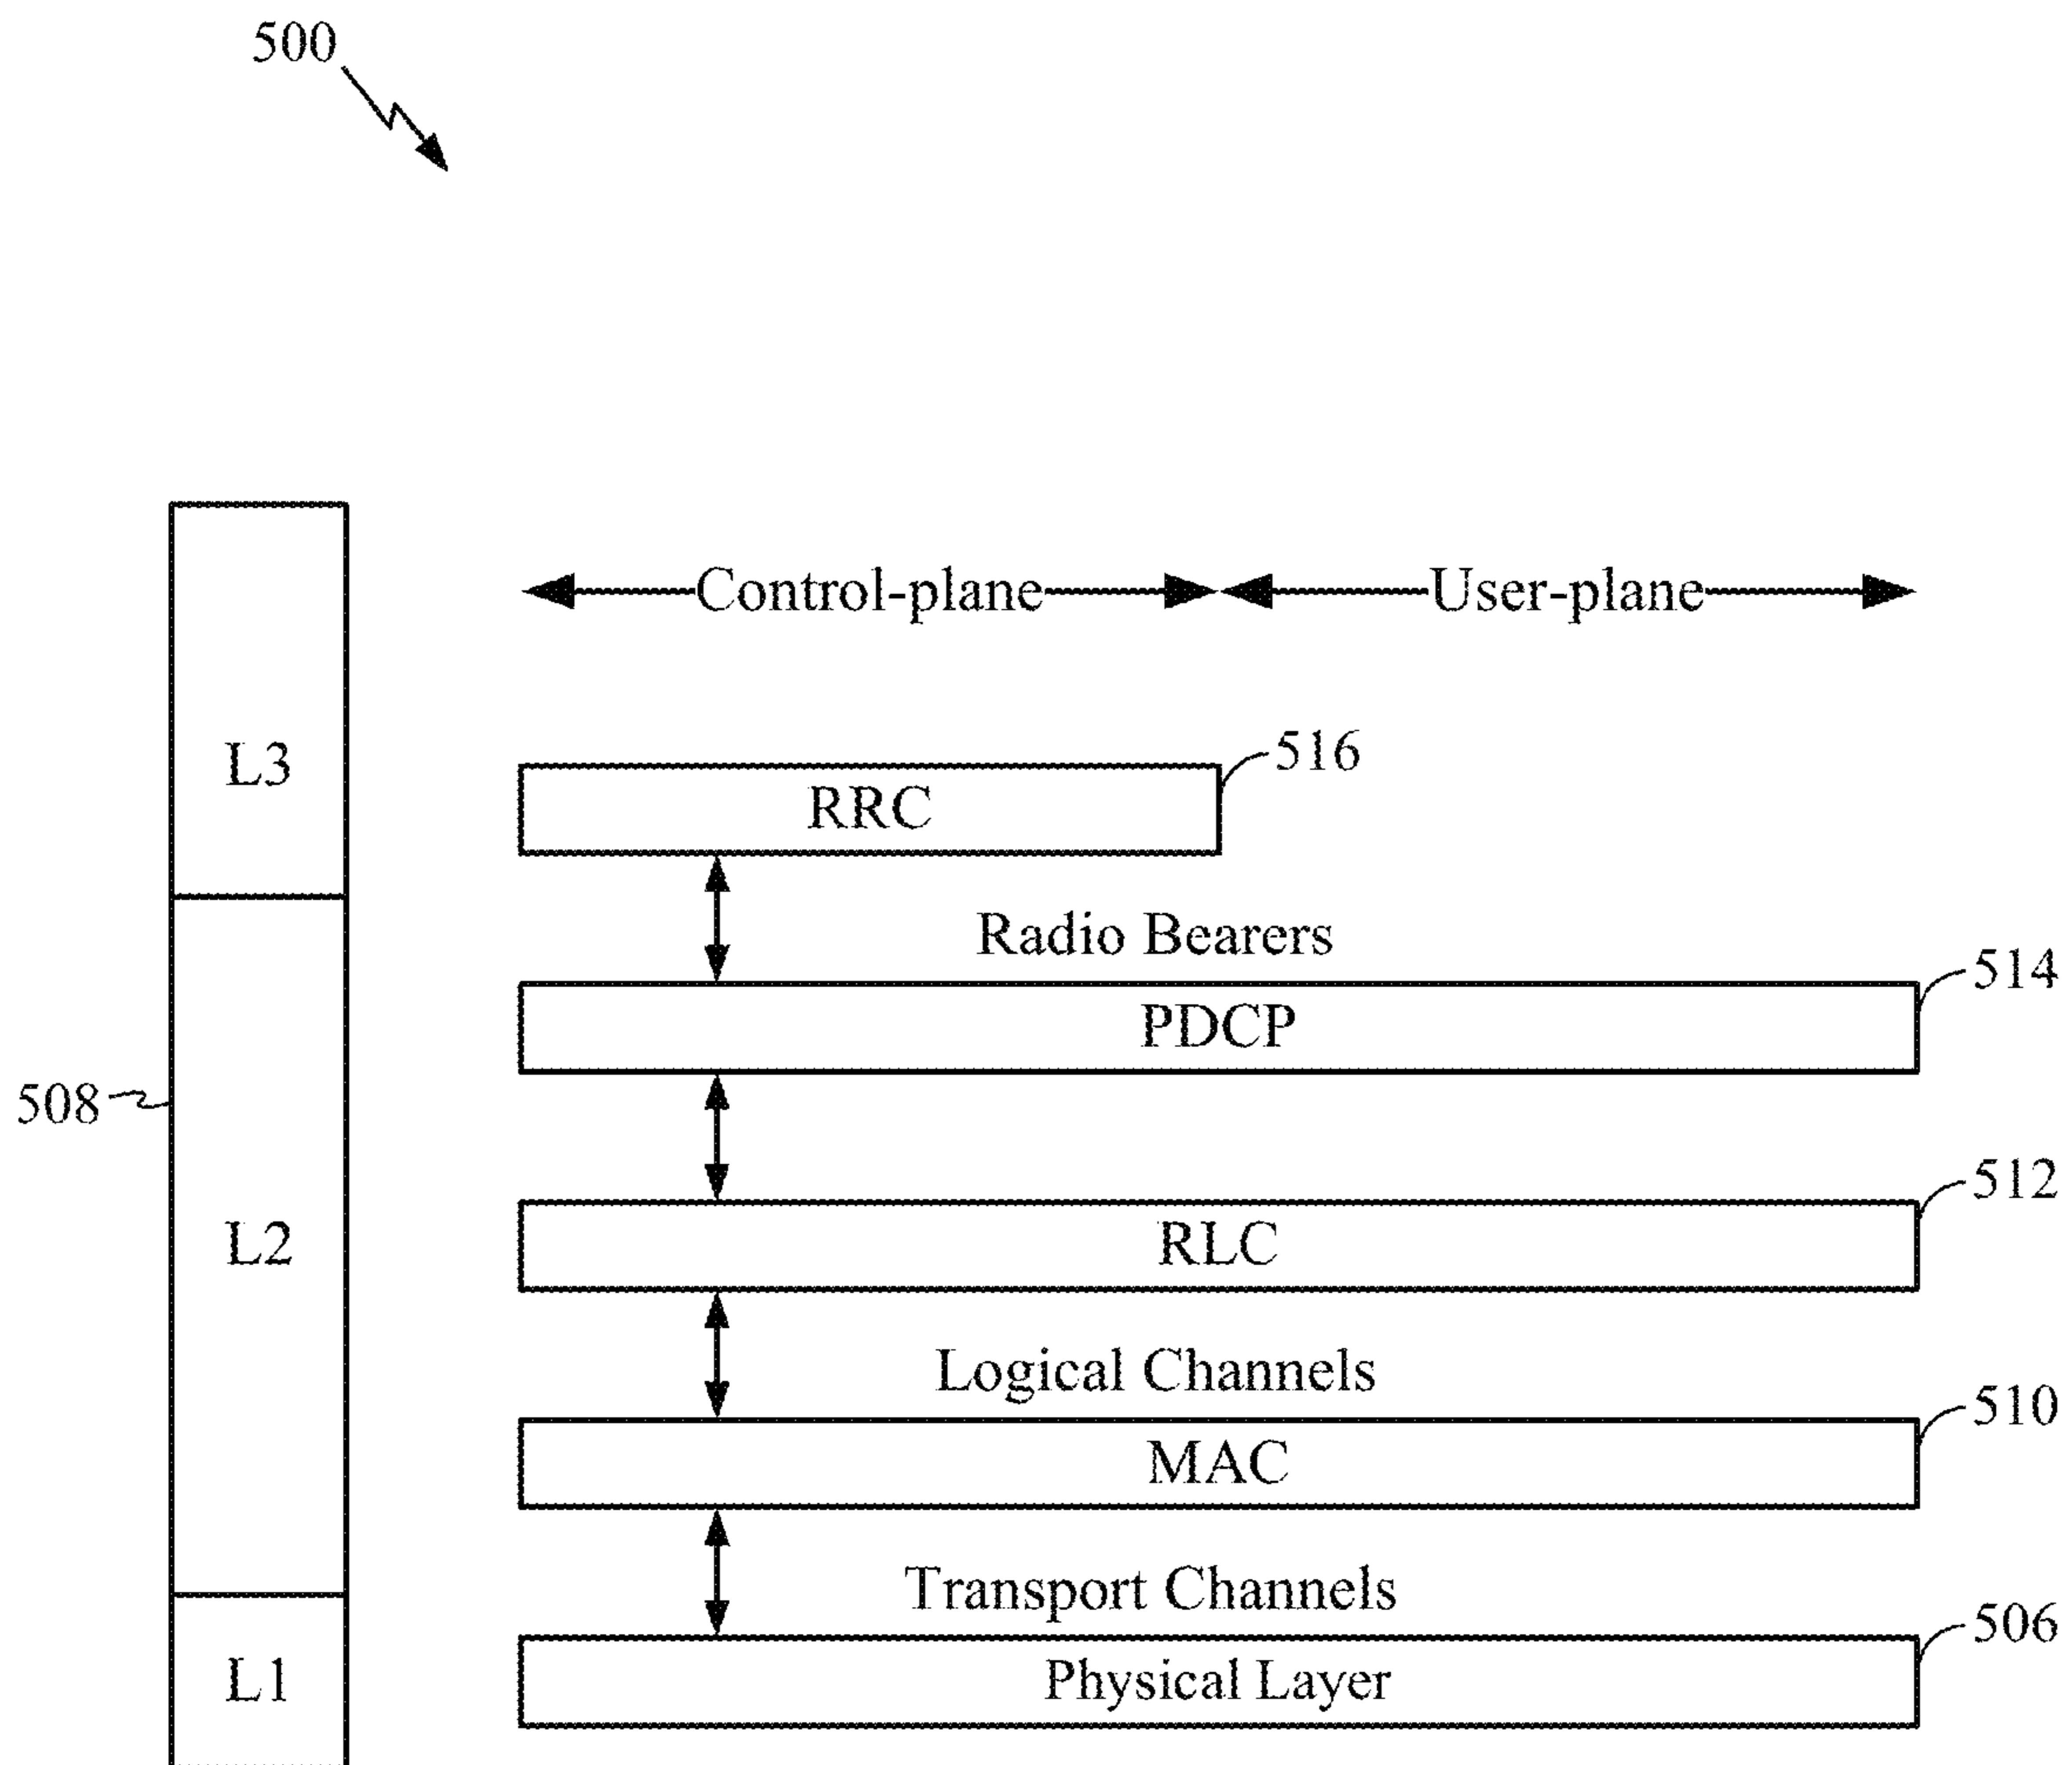 500
Control-plane User-plane
L3
516
RRC
Radio Bearers
514
PDCP
508
512
L2
RLC
Logical Channels
510
MAC
Transport Channels
506
L1
Physical Layer